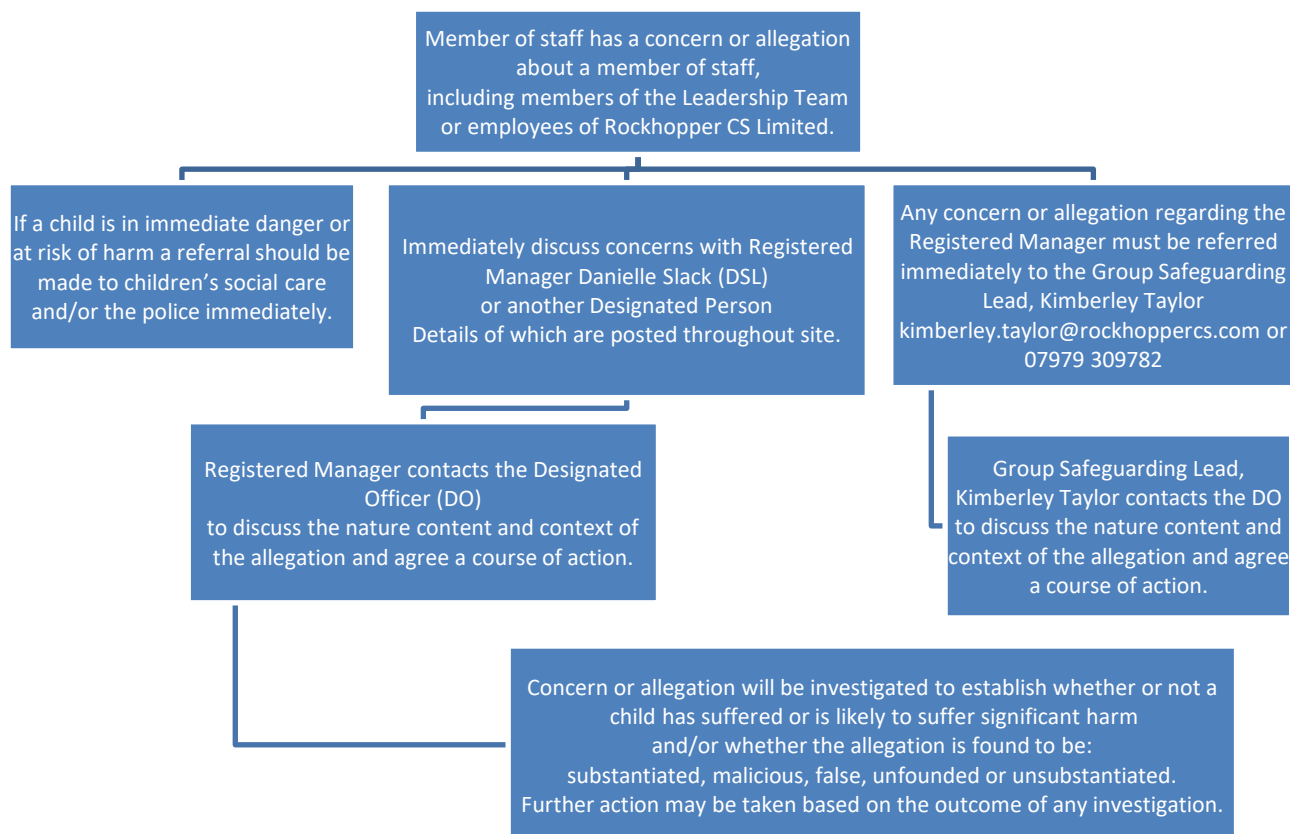 Member of staff has a concern or allegation
about a member of staff,
including members of the Leadership Team
or employees of Rockhopper CS Limited.
If a child is in immediate danger or
at risk of harm a referral should be
made to children’s social care
and/or the police immediately.
Immediately discuss concerns with Registered
Manager Danielle Slack (DSL)
or another Designated Person
Details of which are posted throughout site.
Any concern or allegation regarding the
Registered Manager must be referred
immediately to the Group Safeguarding
Lead, Kimberley Taylor
kimberley.taylor@rockhoppercs.com or
07979 309782
Registered Manager contacts the Designated
Officer (DO)
to discuss the nature content and context of
the allegation and agree a course of action.
Group Safeguarding Lead,
Kimberley Taylor contacts the DO
to discuss the nature content and
context of the allegation and agree
a course of action.
Concern or allegation will be investigated to establish whether or not a
child has suffered or is likely to suffer significant harm
and/or whether the allegation is found to be:
substantiated, malicious, false, unfounded or unsubstantiated.
Further action may be taken based on the outcome of any investigation.